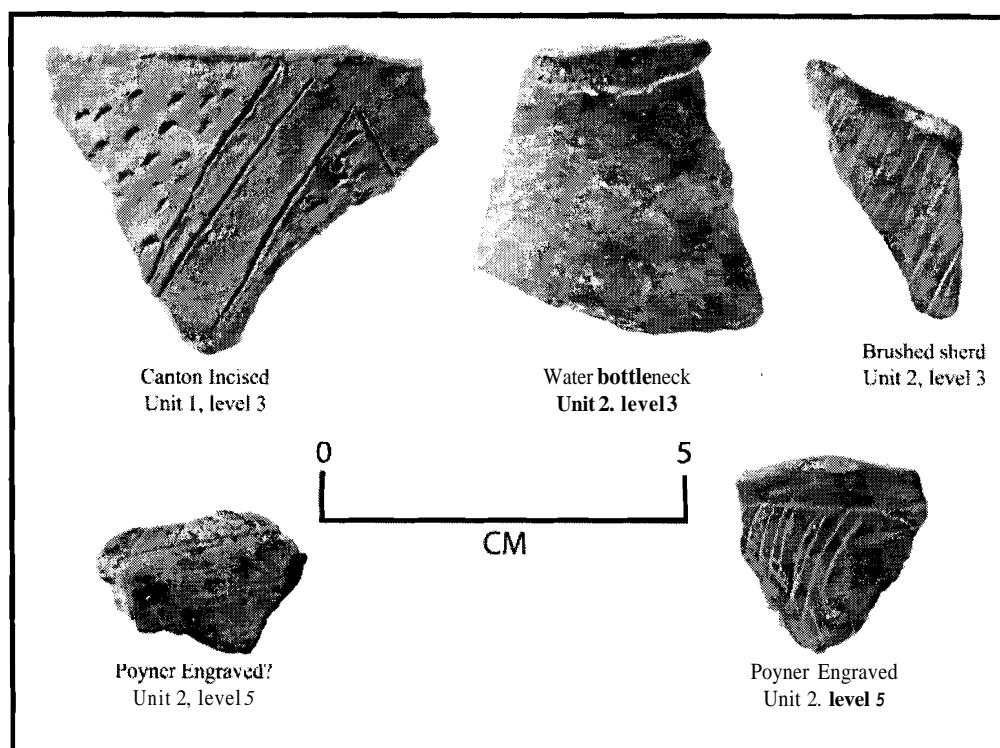 Canton Incised
Unit 1, level 3
Water bottleneck
Unit 2. level 3
Brushed sherd
Unit 2, level 3
0 5
CM
Poyner Engraved?
Unit 2, level 5
Poyner Engraved
Unit 2. level 5